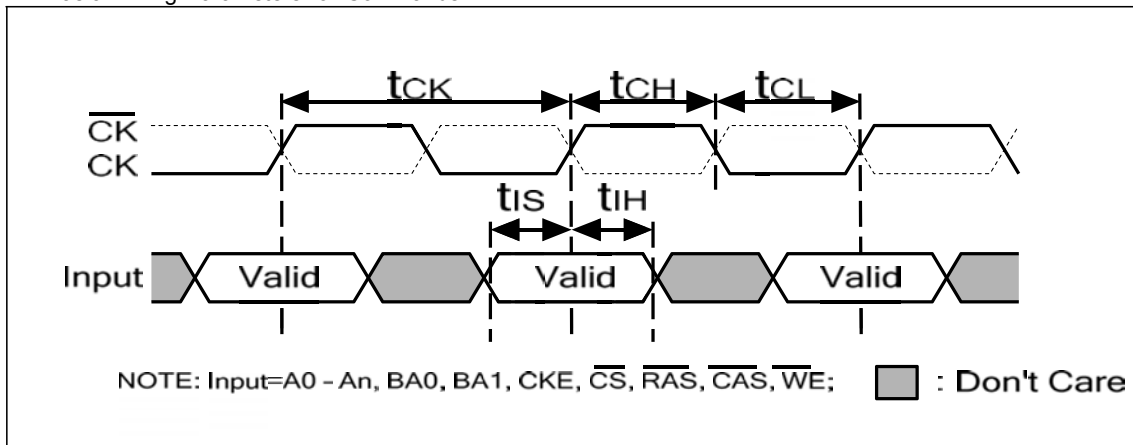 tCK tCH tCL
CK
CK
tIS tIH
Input Valid Valid Valid
NOTE: Input=A0 - An, BA0, BA1, CKE, CS, RAS, CAS, WE; : Don't Care